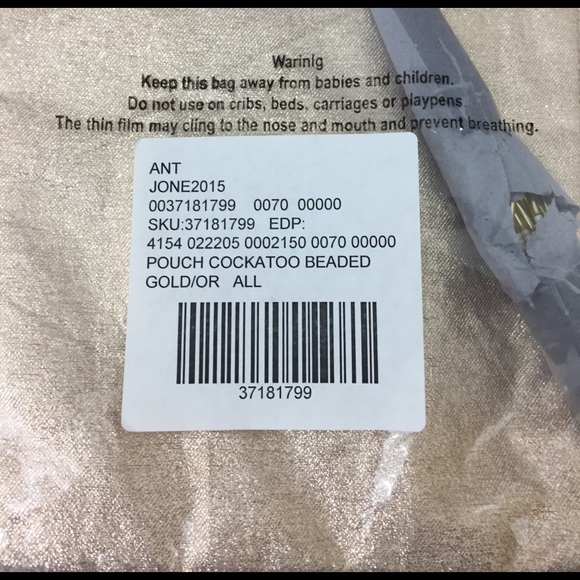 Warinlg
Keep this bag away from babies and children.
Do not use on cribs, beds, carriages or playpens.
The thin film may cling to the nose and mouth and prevent breathing.
ANT
JONE2015
0037181799 0070 00000
SKU:37181799 EDP:
4154 022205 0002150 0070 00000
POUCH COCKATOO BEADED
GOLD/OR ALL
37181799